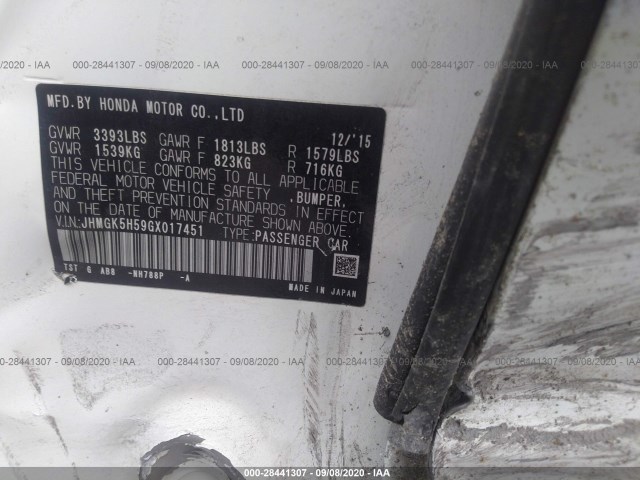 000-28441307 - 09/08/2020 - IAA
MFD.BY HONDA MOTOR CO.,LTD
12/'15
GVWR 3393LBS GAWR F 1813LBS R 1579LBS
GVWR 1539KG GAWR F 823KG R 716KG
THIS VEHICLE CONFORMS TO ALL APPLICABLE
FEDERAL MOTOR VEHICLE SAFETY ,BUMPER,
AND THEFT PREVENTION STANDARDS IN EFFECT
ON THE DATE OF MANUFACTURE SHOWN ABOVE.
V.I.N:JHMGK5H59GX017451 TYPE:PASSENGER CAR
TST G AB8 -NH788P -A
MADE IN JAPAN
000-28441307 - 09/08/2020 - IAA
000-28441307 - 09/08/2020 - IAA